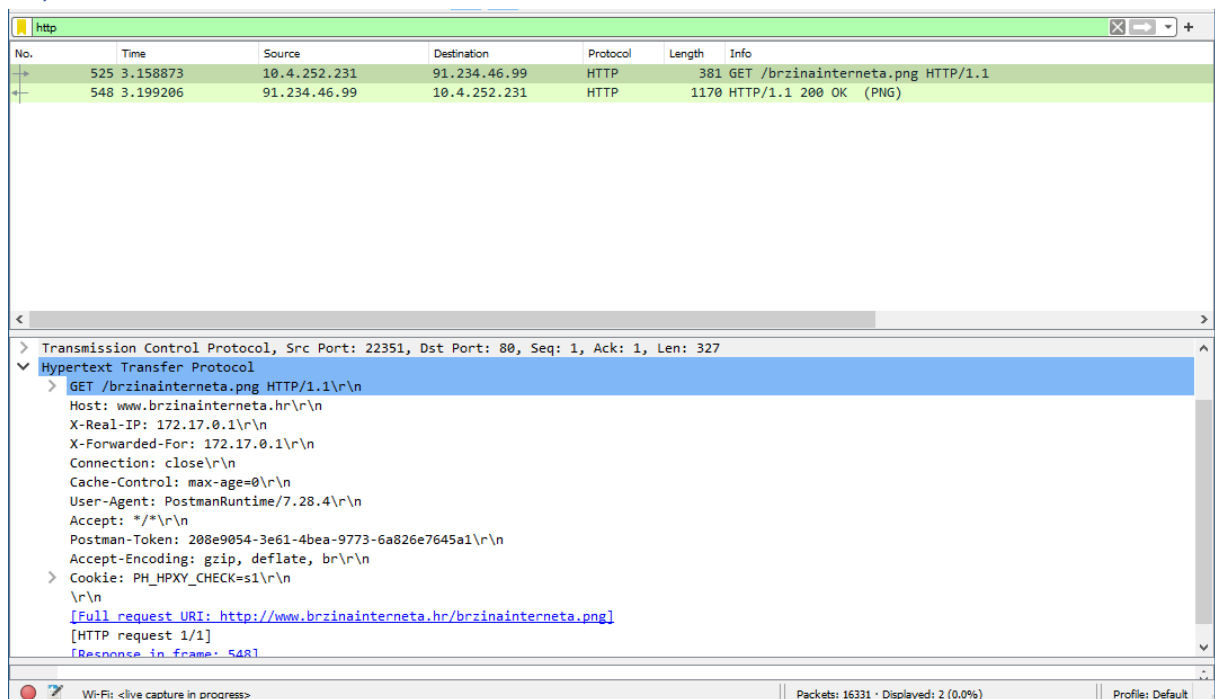 http
No. Time Source Destination Protocol Length Info
525 3.158873 10.4.252.231 91.234.46.99 HTTP 381 GET /brzinainterneta.png HTTP/1.1
548 3.199206 91.234.46.99 10.4.252.231 HTTP 1170 HTTP/1.1 200 OK (PNG)
Transmission Control Protocol, Src Port: 22351, Dst Port: 80, Seq: 1, Ack: 1, Len: 327
Hypertext Transfer Protocol
GET /brzinainterneta.png HTTP/1.1\r\n
Host: www.brzinainterneta.hr\r\n
X-Real-IP: 172.17.0.1\r\n
X-Forwarded-For: 172.17.0.1\r\n
Connection: close\r\n
Cache-Control: max-age=0\r\n
User-Agent: PostmanRuntime/7.28.4\r\n
Accept: */*\r\n
Postman-Token: 208e9054-3e61-4bea-9773-6a826e7645a1\r\n
Accept-Encoding: gzip, deflate, br\r\n
Cookie: PH_HPXY_CHECK=s1\r\n
\r\n
[Full request URI: http://www.brzinainterneta.hr/brzinainterneta.png]
[HTTP request 1/1]
[Response in frame: 548]
Wi-Fi: <live capture in progress> Packets: 16331 · Displayed: 2 (0.0%) Profile: Default